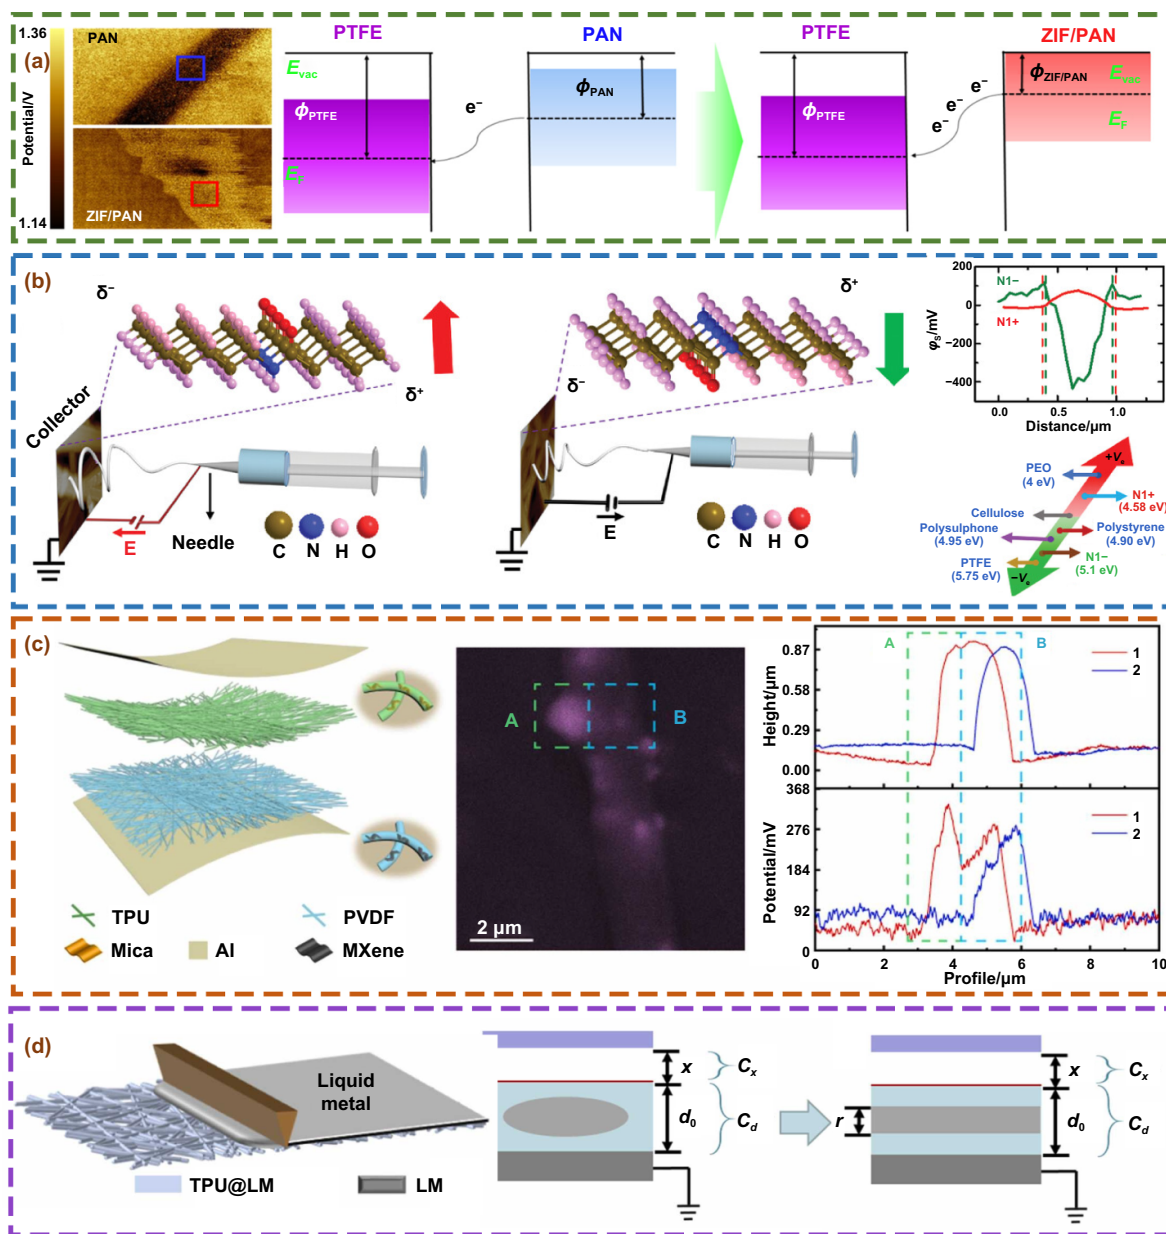 (a)
1.36
Potential/V
1.14
PAN
ZIF/PAN
PTFE
E_vac
ϕ_PTFE
E_F
PAN
ϕ_PAN
e⁻
PTFE
ϕ_PTFE
e⁻
e⁻
e⁻
ZIF/PAN
ϕ_ZIF/PAN
E_vac
E_F
(b)
δ⁻
δ⁺
Collector
E
Needle
C N H O
δ⁺
δ⁻
E
C N H O
200
0
−200
−400
φ_S/mV
N1−
N1+
0.0 0.5 1.0
Distance/μm
+V_e
PEO
(4 eV)
N1+
(4.58 eV)
Cellulose
Polysulphone
(4.95 eV)
Polystyrene
(4.90 eV)
PTFE
(5.75 eV)
N1−
(5.1 eV)
−V_e
(c)
TPU
PVDF
Mica
Al
MXene
A
B
2 μm
A
B
1
2
0.87
0.58
0.29
0.00
Height/μm
368
276
184
92
0
Potential/mV
1
2
0 2 4 6 8 10
Profile/μm
(d)
Liquid
metal
TPU@LM
LM
x
C_x
d₀
C_d
x
C_x
r
d₀
C_d